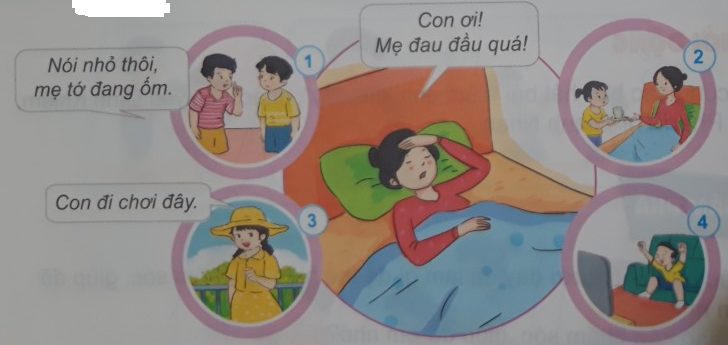 Con ơi!
Mẹ đau đầu quá!
Nói nhỏ thôi,
mẹ tớ đang ốm.
1
2
Con đi chơi đây.
3
4